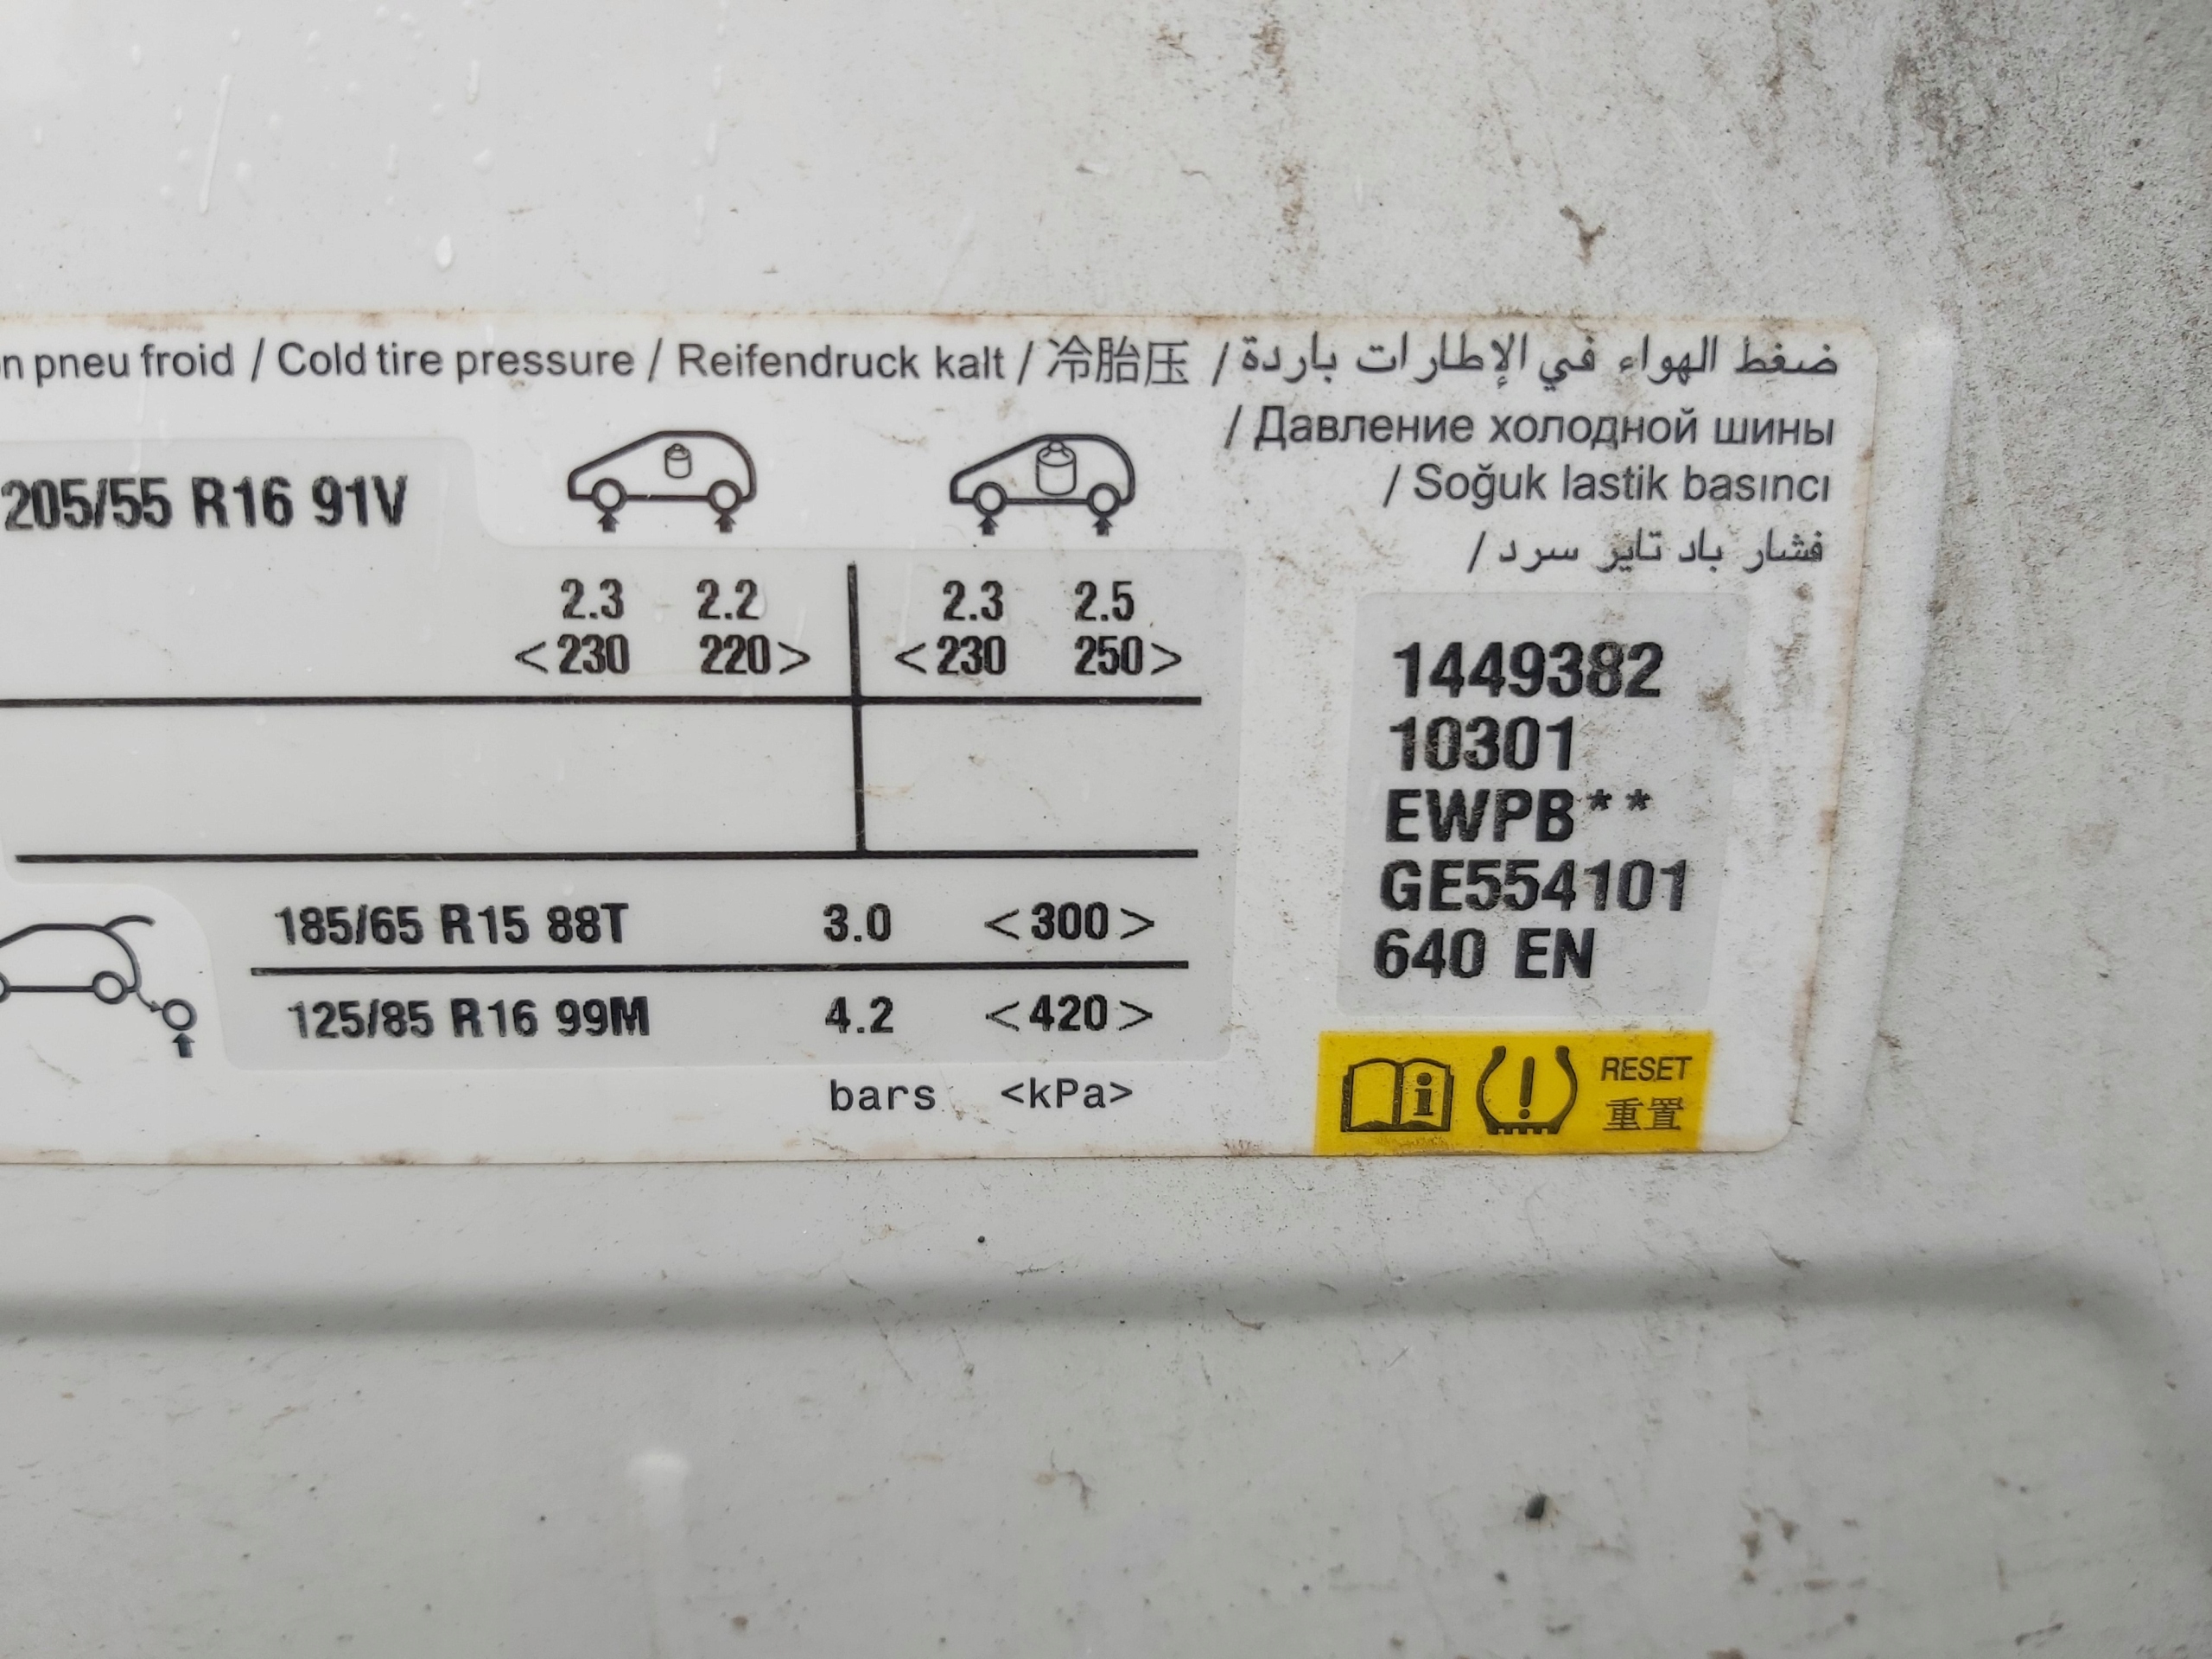 n pneu froid / Cold tire pressure / Reifendruck kalt / 冷胎压 / ضغط الهواء في الإطارات باردة
/ Давление холодной шины
/ Soğuk lastik basıncı
/ فشار باد تایر سرد
205/55 R16 91V
2.3 2.2 2.3 2.5
<230 220> <230 250>
185/65 R15 88T 3.0 <300>
125/85 R16 99M 4.2 <420>
bars <kPa>
1449382
10301
EWPB**
GE554101
640 EN
RESET
重置